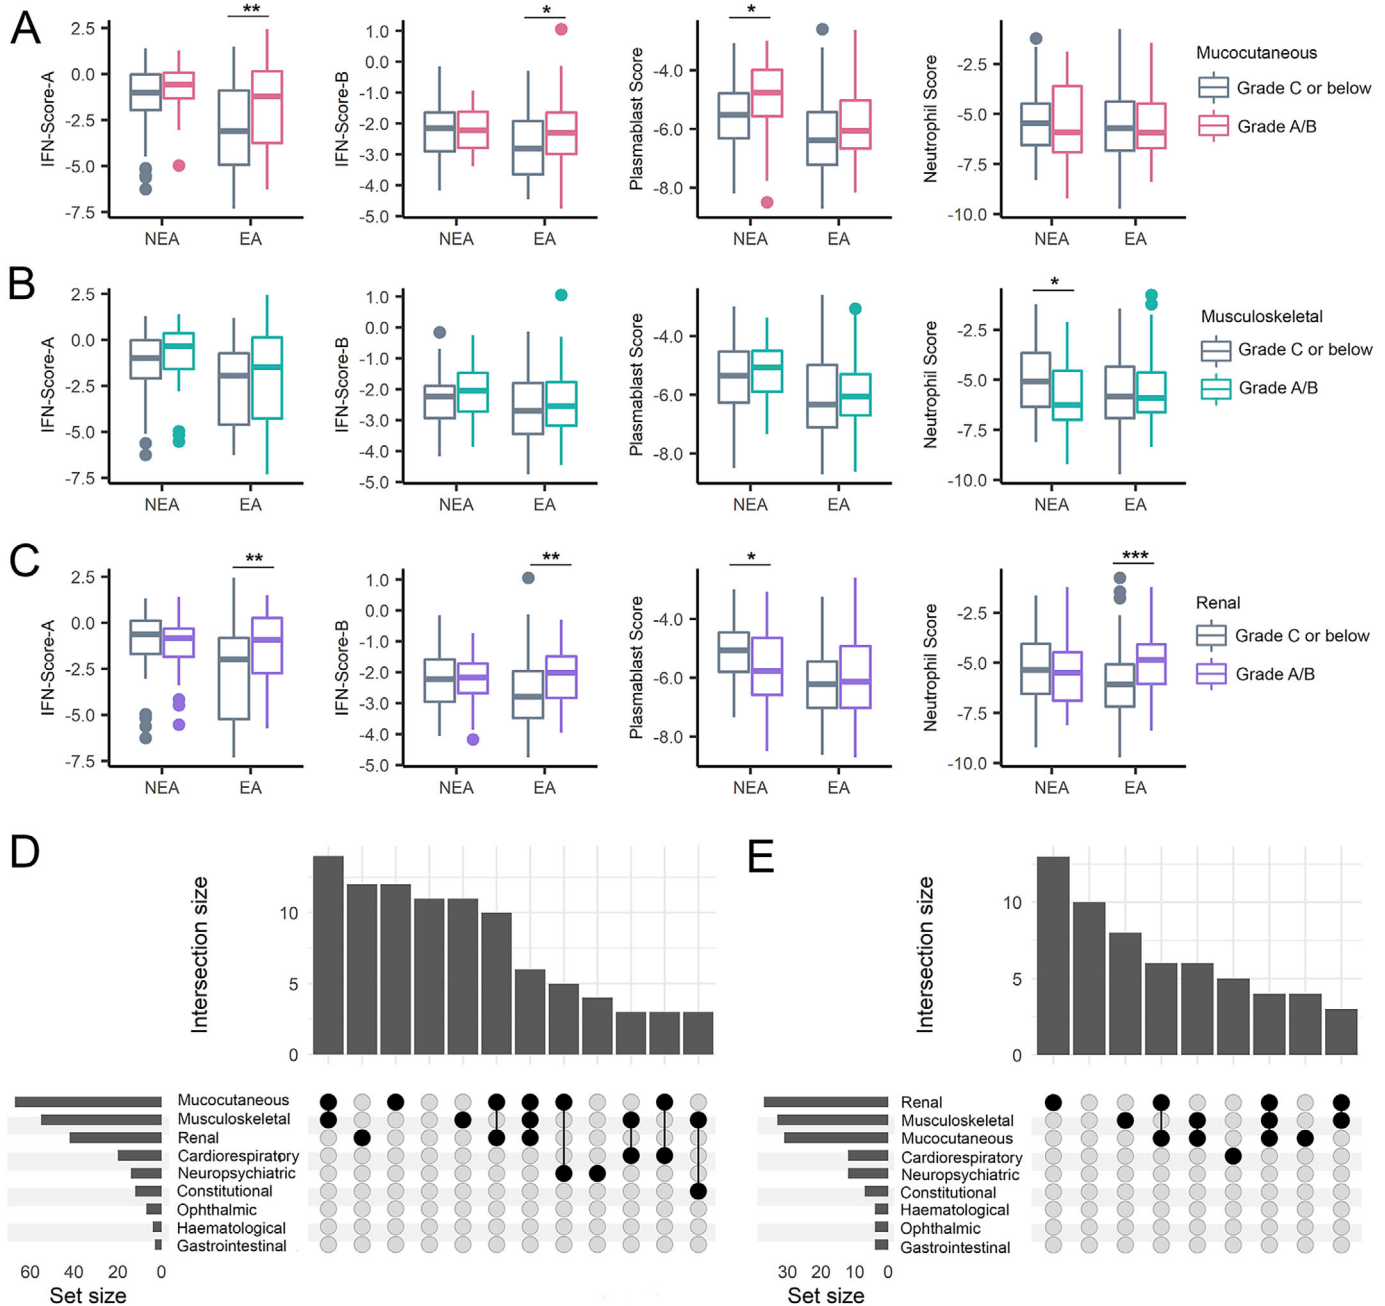 A
IFN-Score-A
2.5
0.0
-2.5
-5.0
-7.5
**
NEA
EA
IFN-Score-B
1.0
0.0
-1.0
-2.0
-3.0
-4.0
-5.0
*
NEA
EA
Plasmablast Score
-4.0
-6.0
-8.0
*
NEA
EA
Neutrophil Score
-2.5
-5.0
-7.5
-10.0
NEA
EA
Mucocutaneous
Grade C or below
Grade A/B
B
IFN-Score-A
2.5
0.0
-2.5
-5.0
-7.5
NEA
EA
IFN-Score-B
1.0
0.0
-1.0
-2.0
-3.0
-4.0
-5.0
NEA
EA
Plasmablast Score
-4.0
-6.0
-8.0
NEA
EA
Neutrophil Score
-2.5
-5.0
-7.5
-10.0
*
NEA
EA
Musculoskeletal
Grade C or below
Grade A/B
C
IFN-Score-A
2.5
0.0
-2.5
-5.0
-7.5
**
NEA
EA
IFN-Score-B
1.0
0.0
-1.0
-2.0
-3.0
-4.0
-5.0
**
NEA
EA
Plasmablast Score
-4.0
-6.0
-8.0
*
NEA
EA
Neutrophil Score
-2.5
-5.0
-7.5
-10.0
***
NEA
EA
Renal
Grade C or below
Grade A/B
D
Intersection size
10
5
0
Mucocutaneous
Musculoskeletal
Renal
Cardiorespiratory
Neuropsychiatric
Constitutional
Ophthalmic
Haematological
Gastrointestinal
60 40 20 0
Set size
E
Intersection size
10
5
0
Renal
Musculoskeletal
Mucocutaneous
Cardiorespiratory
Neuropsychiatric
Constitutional
Haematological
Ophthalmic
Gastrointestinal
30 20 10 0
Set size